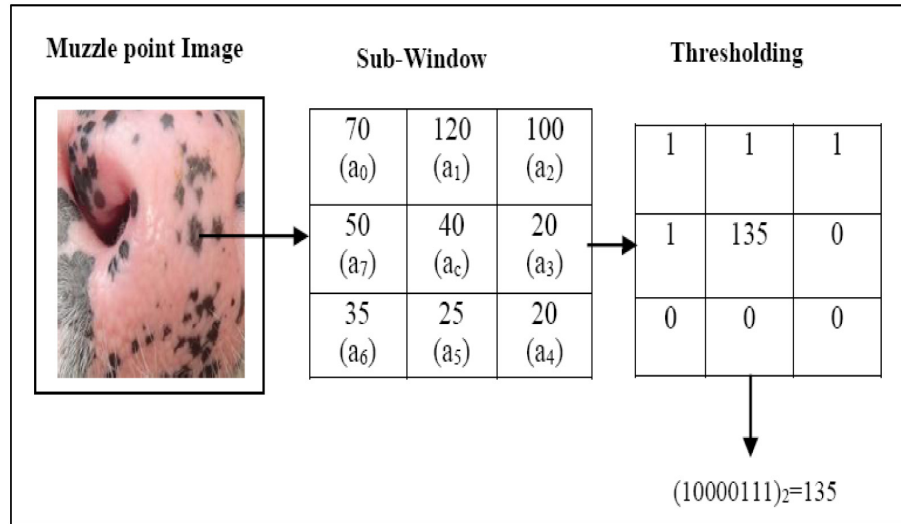 Muzzle point Image
Sub-Window
Thresholding
70 120 100
(a₀) (a₁) (a₂)
50 40 20
(a₇) (a꜀) (a₃)
35 25 20
(a₆) (a₅) (a₄)
1 1 1
1 135 0
0 0 0
(10000111)₂=135